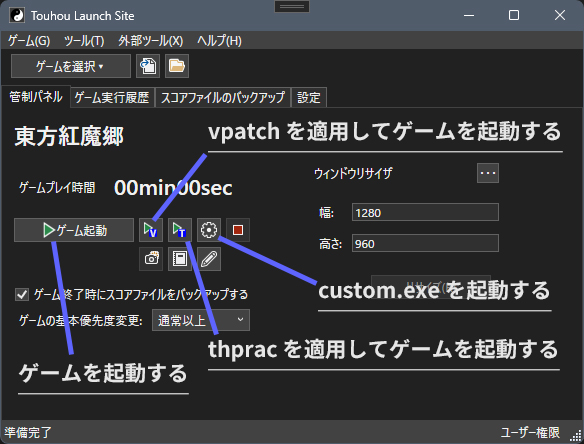 Touhou Launch Site
ゲーム(G) ツール(T) 外部ツール(X) ヘルプ(H)
ゲームを選択
管制パネル ゲーム実行履歴 スコアファイルのバックアップ 設定
東方紅魔郷
vpatch を適用してゲームを起動する
ウィンドウリサイザ
...
ゲームプレイ時間 00min00sec
幅: 1280
ゲーム起動 V T
高さ: 960
custom.exe を起動する
ゲーム終了時にスコアファイルをバックアップする
ゲームの基本優先度変更: 通常以上
thprac を適用してゲームを起動する
ゲームを起動する
準備完了 ユーザー権限